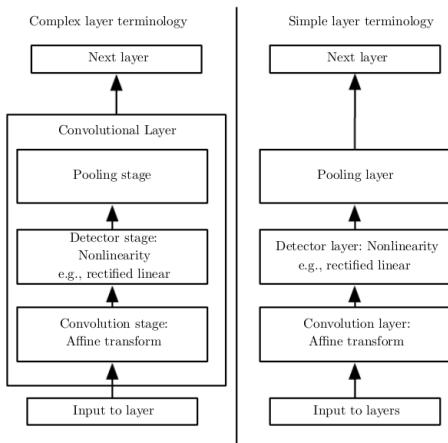 Complex layer terminology
Next layer
Convolutional Layer
Pooling stage
Detector stage:
Nonlinearity
e.g., rectified linear
Convolution stage:
Affine transform
Input to layer
Simple layer terminology
Next layer
Pooling layer
Detector layer: Nonlinearity
e.g., rectified linear
Convolution layer:
Affine transform
Input to layers